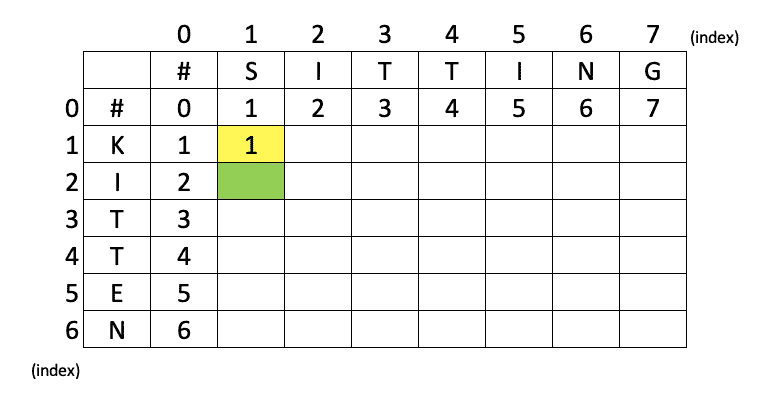 0 1 2 3 4 5 6 7 (index)
# S I T T I N G
0 # 0 1 2 3 4 5 6 7
1 K 1 1
2 I 2
3 T 3
4 T 4
5 E 5
6 N 6
(index)